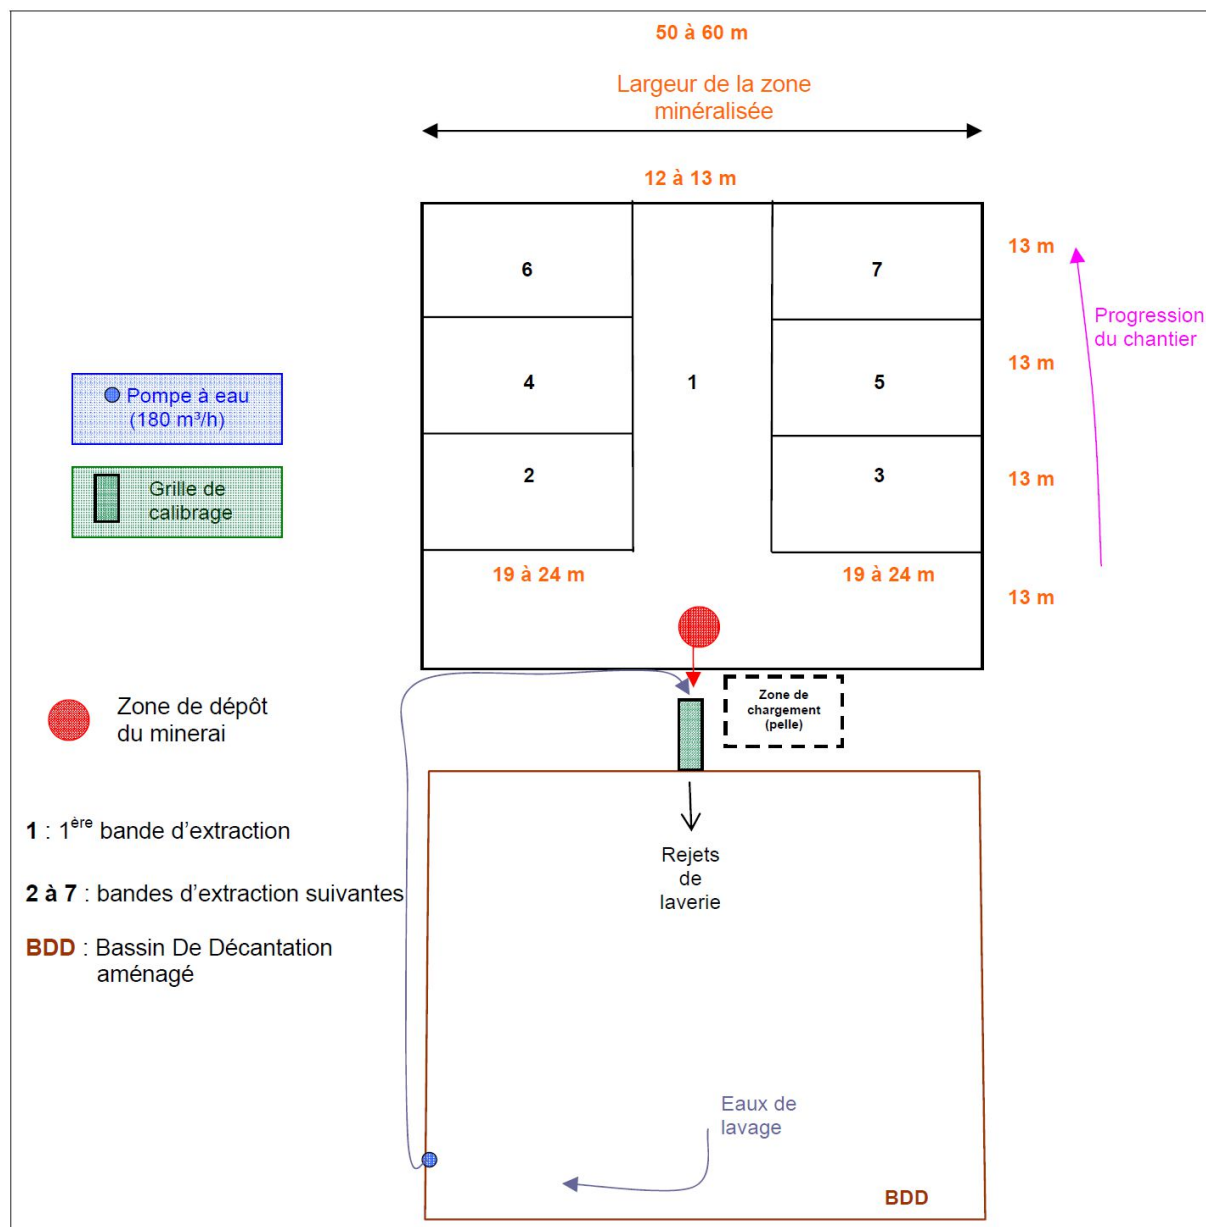 50 à 60 m
Largeur de la zone
minéralisée
12 à 13 m
6
7
13 m
Progression
du chantier
4
1
5
13 m
Pompe à eau
(180 m³/h)
2
3
13 m
Grille de
calibrage
19 à 24 m
19 à 24 m
13 m
Zone de dépôt
du minerai
Zone de
chargement
(pelle)
1 : 1ère bande d'extraction
2 à 7 : bandes d'extraction suivantes
BDD : Bassin De Décantation
aménagé
Rejets
de
laverie
Eaux de
lavage
BDD